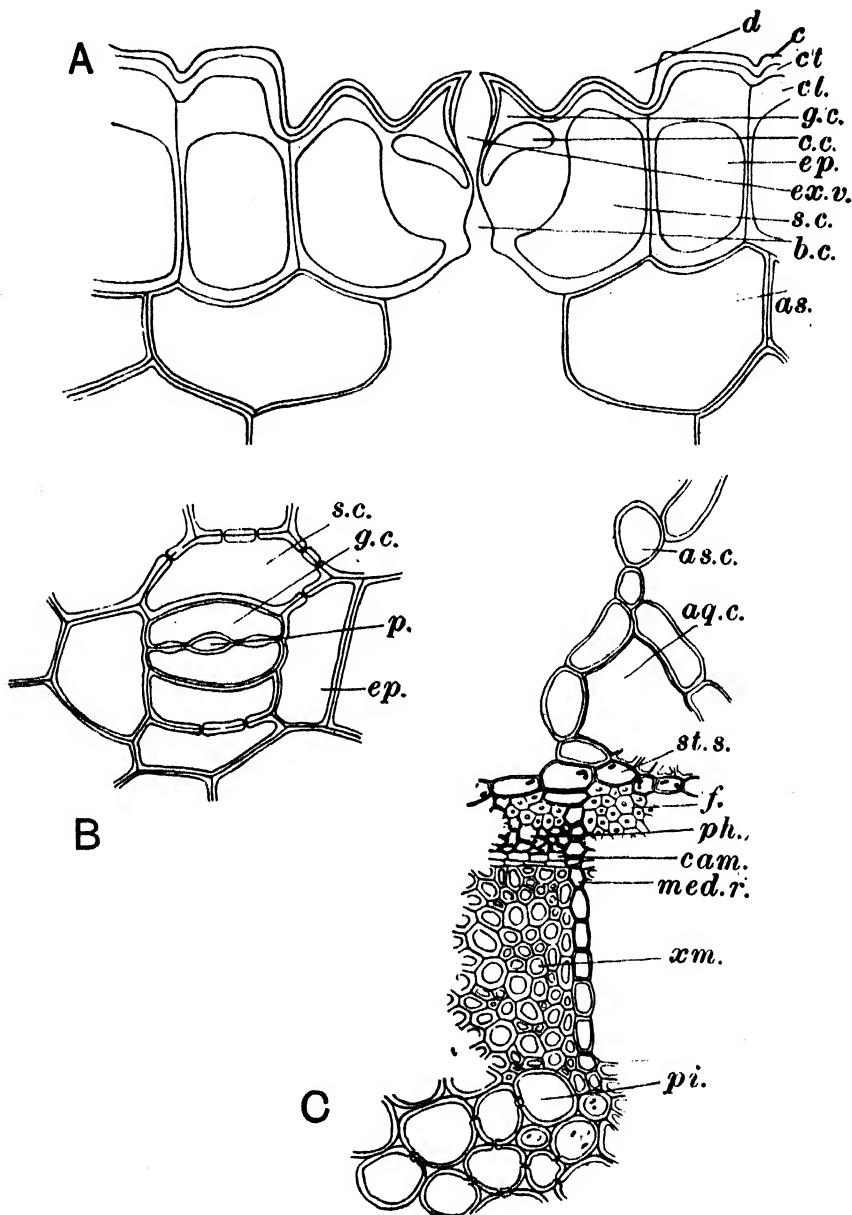 A
d
c
ct
cl.
g.c.
c.c.
ep.
ex.v.
s.c.
b.c.
as.
s.c.
g.c.
p.
ep.
B
as.c.
aq.c.
st.s.
f.
ph.
cam.
med.r.
xm.
pi.
C